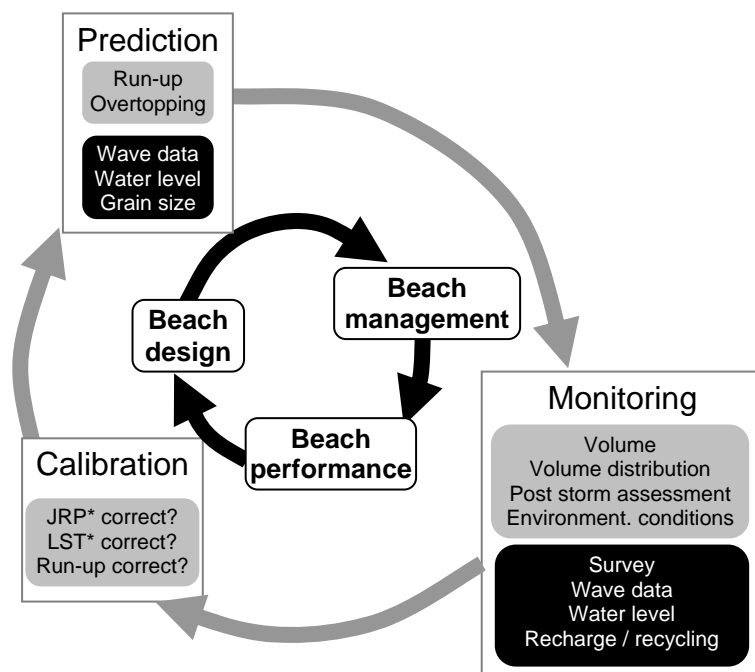 Prediction
Run-up
Overtopping
Wave data
Water level
Grain size
Beach
management
Beach
design
Beach
performance
Monitoring
Volume
Volume distribution
Post storm assessment
Environment. conditions
Survey
Wave data
Water level
Recharge / recycling
Calibration
JRP* correct?
LST* correct?
Run-up correct?